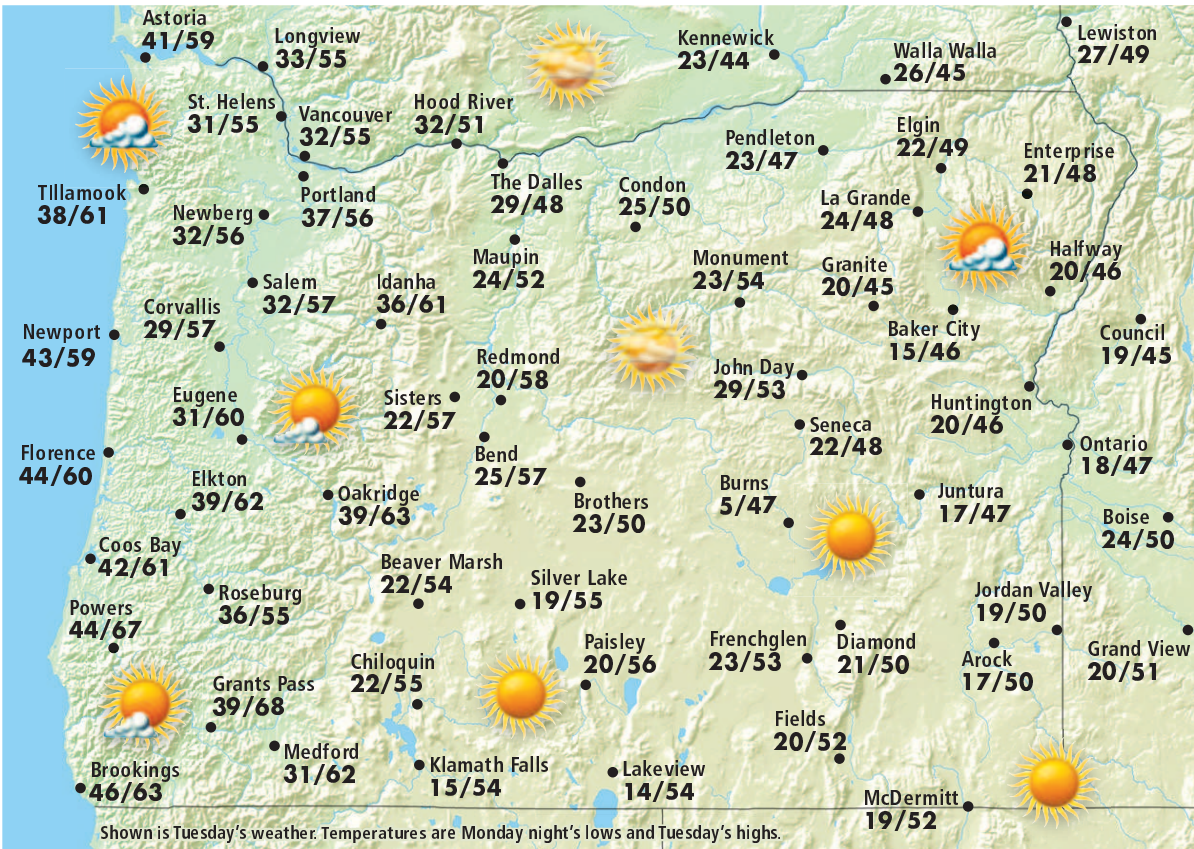 Astoria
41/59
Longview
33/55
Kennewick
23/44
Walla Walla
26/45
Lewiston
27/49
St. Helens
31/55
Vancouver
32/55
Hood River
32/51
Pendleton
23/47
Elgin
22/49
Enterprise
21/48
TIllamook
38/61
Newberg
32/56
Portland
37/56
The Dalles
29/48
Condon
25/50
La Grande
24/48
Maupin
24/52
Monument
23/54
Granite
20/45
Halfway
20/46
Salem
32/57
Idanha
36/61
Corvallis
29/57
Newport
43/59
Baker City
15/46
Council
19/45
Redmond
20/58
John Day
29/53
Eugene
31/60
Sisters
22/57
Huntington
20/46
Seneca
22/48
Florence
44/60
Bend
25/57
Ontario
18/47
Elkton
39/62
Oakridge
39/63
Brothers
23/50
Burns
5/47
Juntura
17/47
Boise
24/50
Coos Bay
42/61
Beaver Marsh
22/54
Silver Lake
19/55
Roseburg
36/55
Jordan Valley
19/50
Powers
44/67
Paisley
20/56
Frenchglen
23/53
Diamond
21/50
Arock
17/50
Grand View
20/51
Chiloquin
22/55
Grants Pass
39/68
Fields
20/52
Medford
31/62
Klamath Falls
15/54
Lakeview
14/54
Brookings
46/63
McDermitt
19/52
Shown is Tuesday's weather. Temperatures are Monday night's lows and Tuesday's highs.